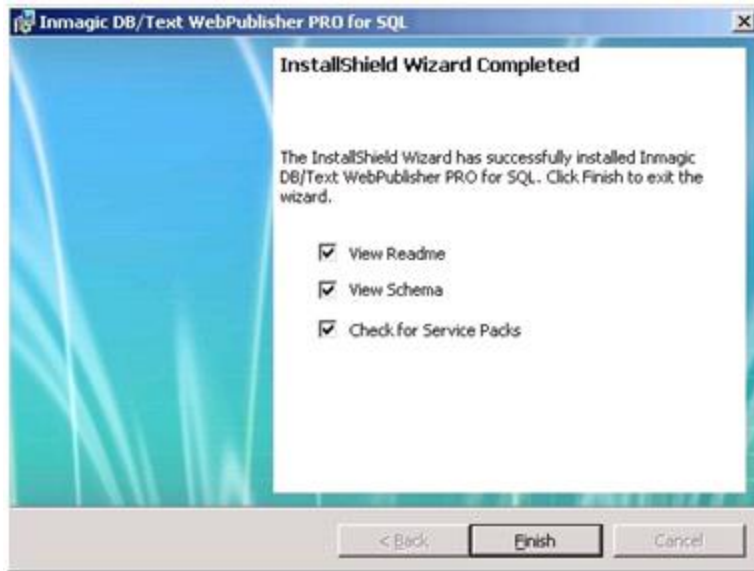 Inmagic DB/Text WebPublisher PRO for SQL
InstallShield Wizard Completed
The InstallShield Wizard has successfully installed Inmagic
DB/Text WebPublisher PRO for SQL. Click Finish to exit the
wizard.
View Readme
View Schema
Check for Service Packs
< Back
Finish
Cancel